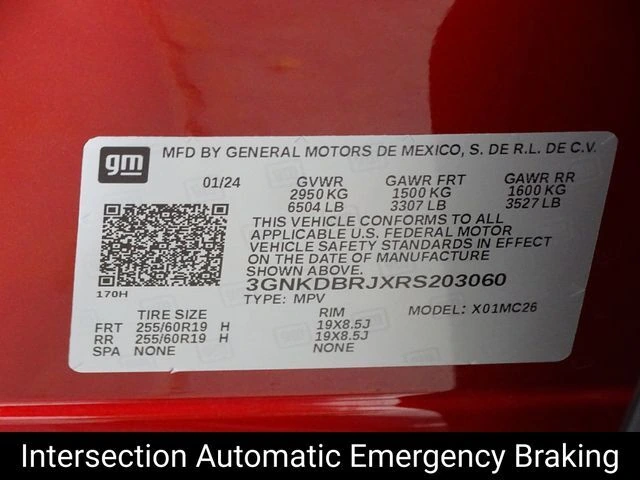 gm MFD BY GENERAL MOTORS DE MEXICO, S. DE R.L. DE C.V.
01/24 GVWR GAWR FRT GAWR RR
2950 KG 1500 KG 1600 KG
6504 LB 3307 LB 3527 LB
THIS VEHICLE CONFORMS TO ALL
APPLICABLE U.S. FEDERAL MOTOR
VEHICLE SAFETY STANDARDS IN EFFECT
ON THE DATE OF MANUFACTURE
SHOWN ABOVE.
3GNKDBRJXRS203060
170H TYPE: MPV MODEL: X01MC26
TIRE SIZE RIM
FRT 255/60R19 H 19X8.5J
RR 255/60R19 H 19X8.5J
SPA NONE NONE
Intersection Automatic Emergency Braking